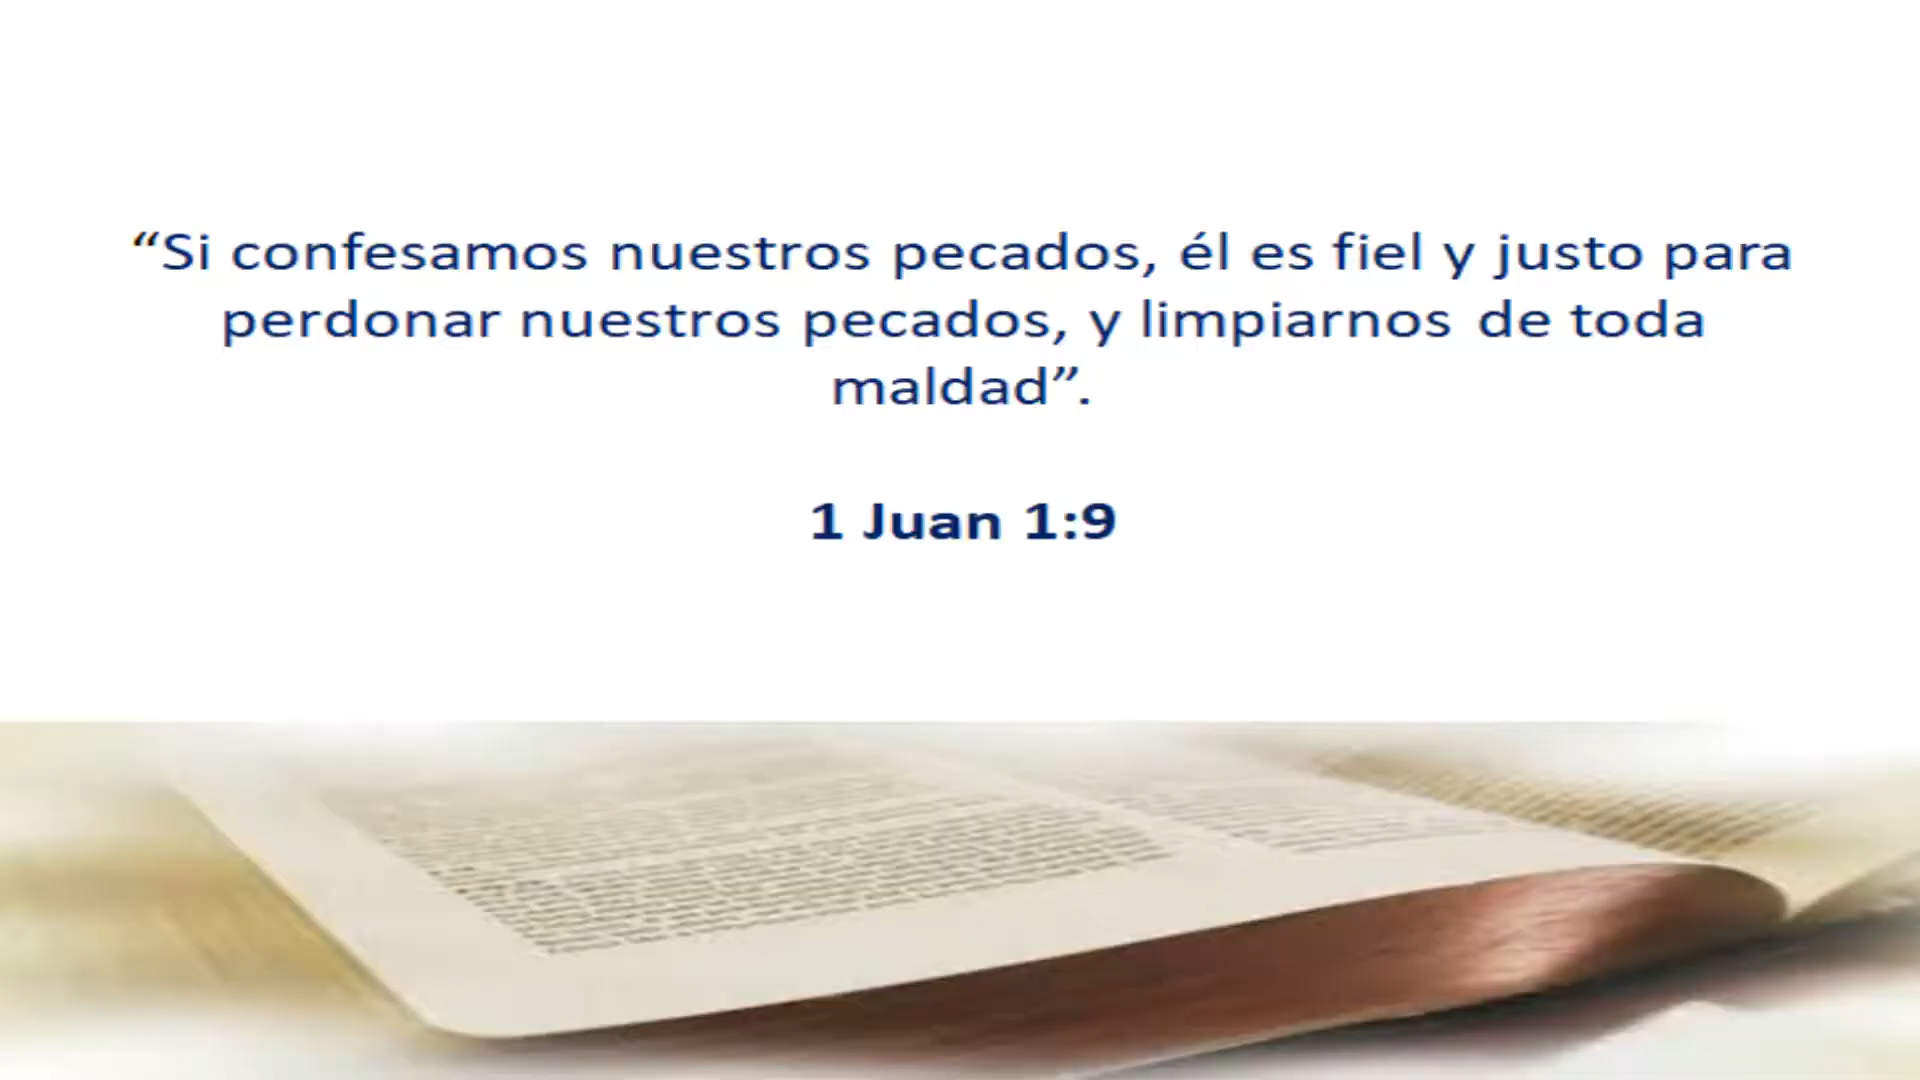 “Si confesamos nuestros pecados, él es fiel y justo para
perdonar nuestros pecados, y limpiarnos de toda
maldad”.
1 Juan 1:9